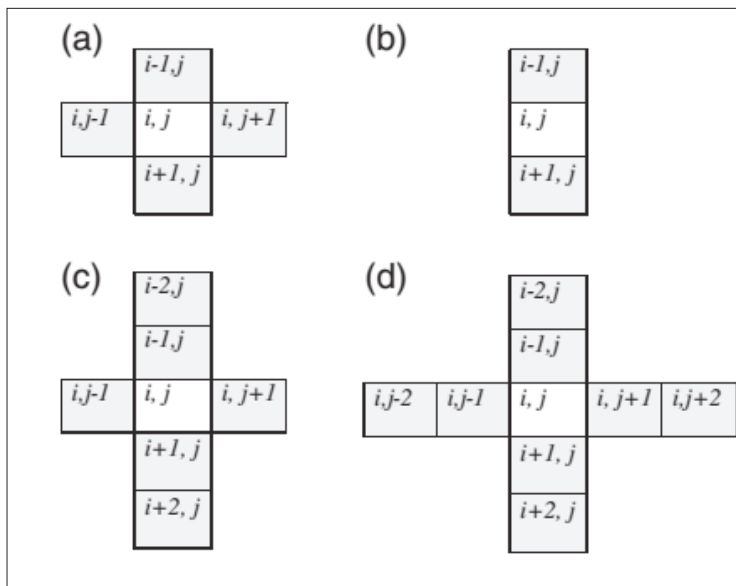 (a)
i-1,j
i,j-1 i, j i, j+1
i+1, j
(b)
i-1,j
i, j
i+1, j
(c)
i-2,j
i-1,j
i,j-1 i, j i, j+1
i+1, j
i+2, j
(d)
i-2,j
i-1,j
i,j-2 i,j-1 i, j i, j+1 i,j+2
i+1, j
i+2, j